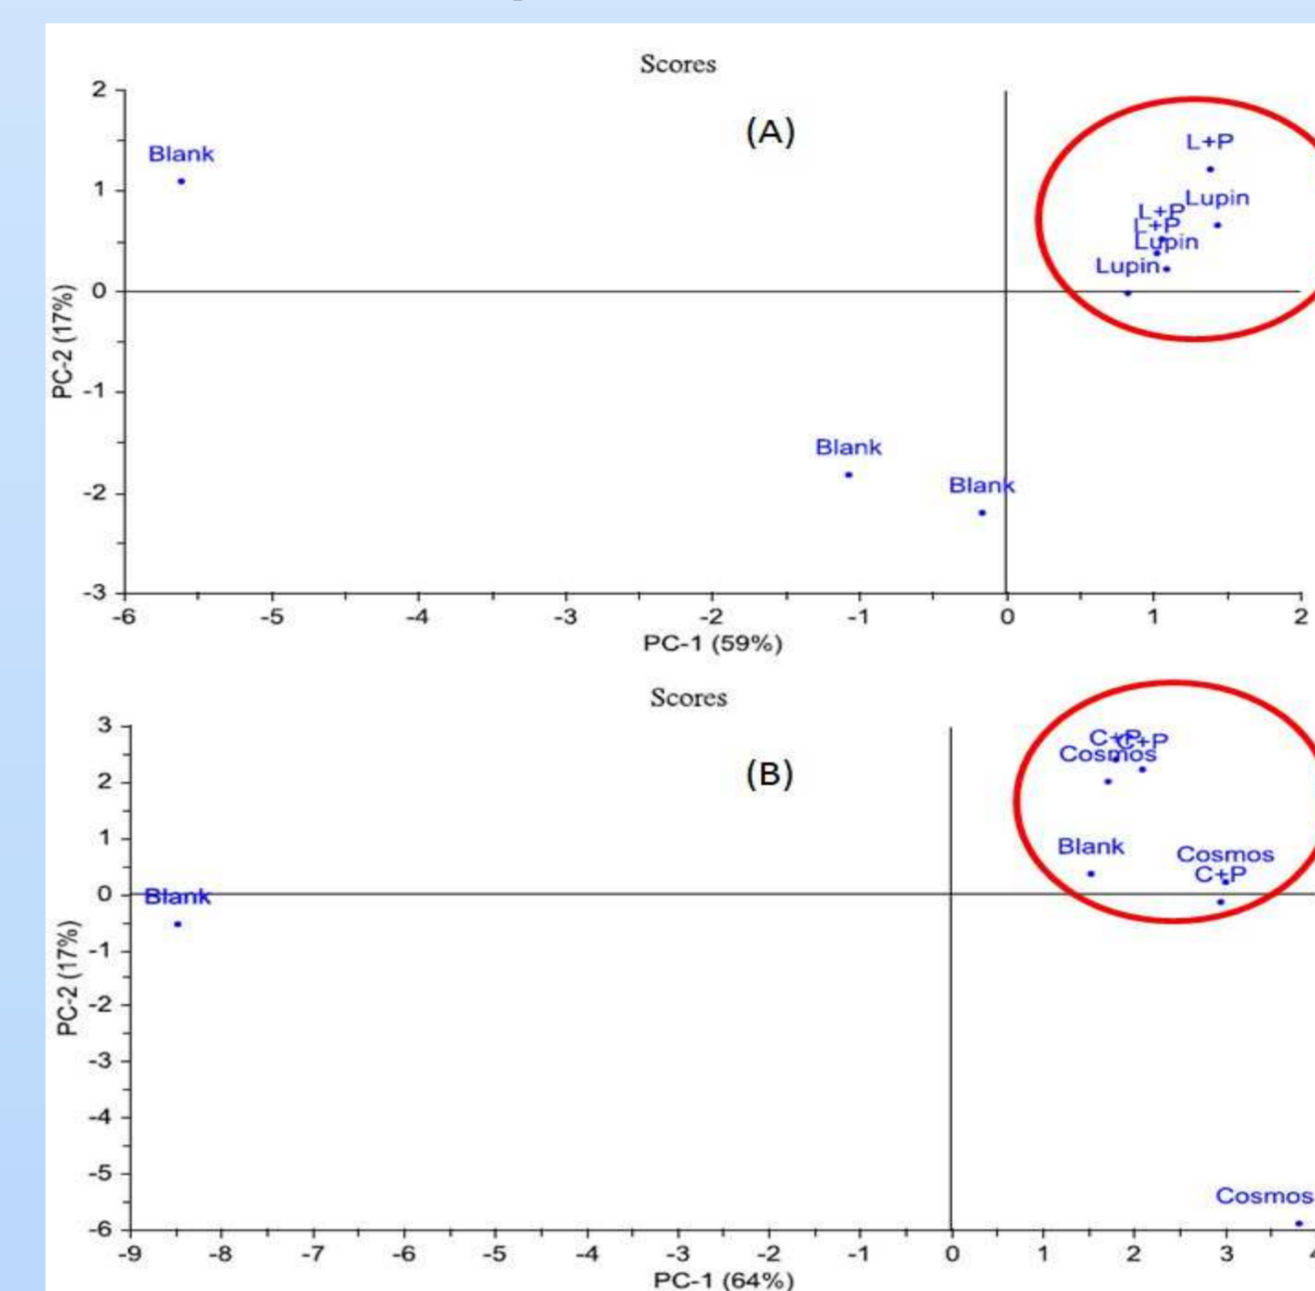 Scores
(A)
2
1
0
-1
-2
-3
PC-2 (17%)
Blank
L+P
Lupin
L+P
L+P
Lupin
Lupin
Blank
Blank
-6 -5 -4 -3 -2 -1 0 1 2
PC-1 (59%)
Scores
(B)
3
2
1
0
-1
-2
-3
-4
-5
-6
PC-2 (17%)
C+P
C+P
Cosmos
Blank
Cosmos
C+P
Blank
Cosmos
-9 -8 -7 -6 -5 -4 -3 -2 -1 0 1 2 3
PC-1 (64%)